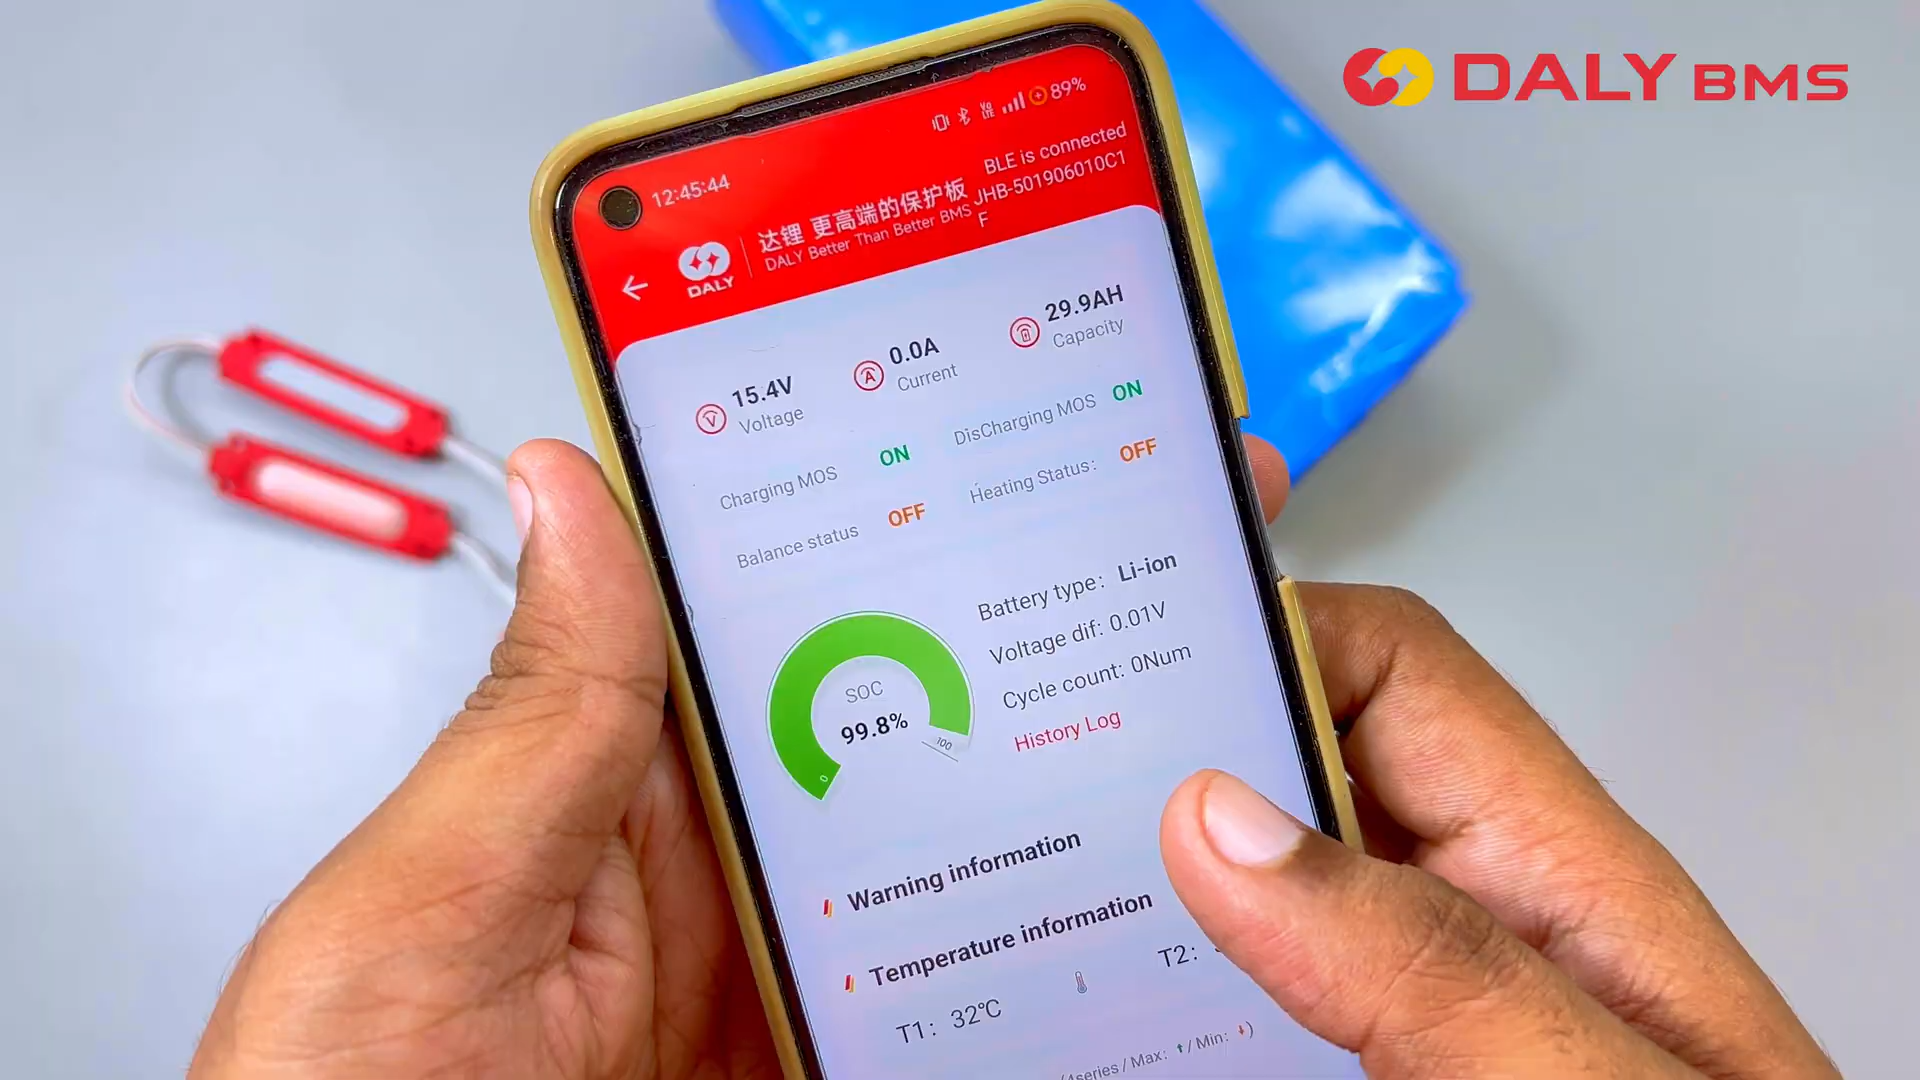 DALY BMS
12:45:44
VO LTE
89%
BLE is connected
JHB-501906010C1
F
达锂 更高端的保护板
DALY Better Than Better BMS
DALY
15.4V
Voltage
0.0A
Current
29.9AH
Capacity
Charging MOS ON
DisCharging MOS ON
Balance status OFF
Heating Status: OFF
SOC
99.8%
0
100
Battery type: Li-ion
Voltage dif: 0.01V
Cycle count: 0Num
History Log
Warning information
Temperature information
T1: 32℃
T2:
series / Max: ↑ / Min: ↓)